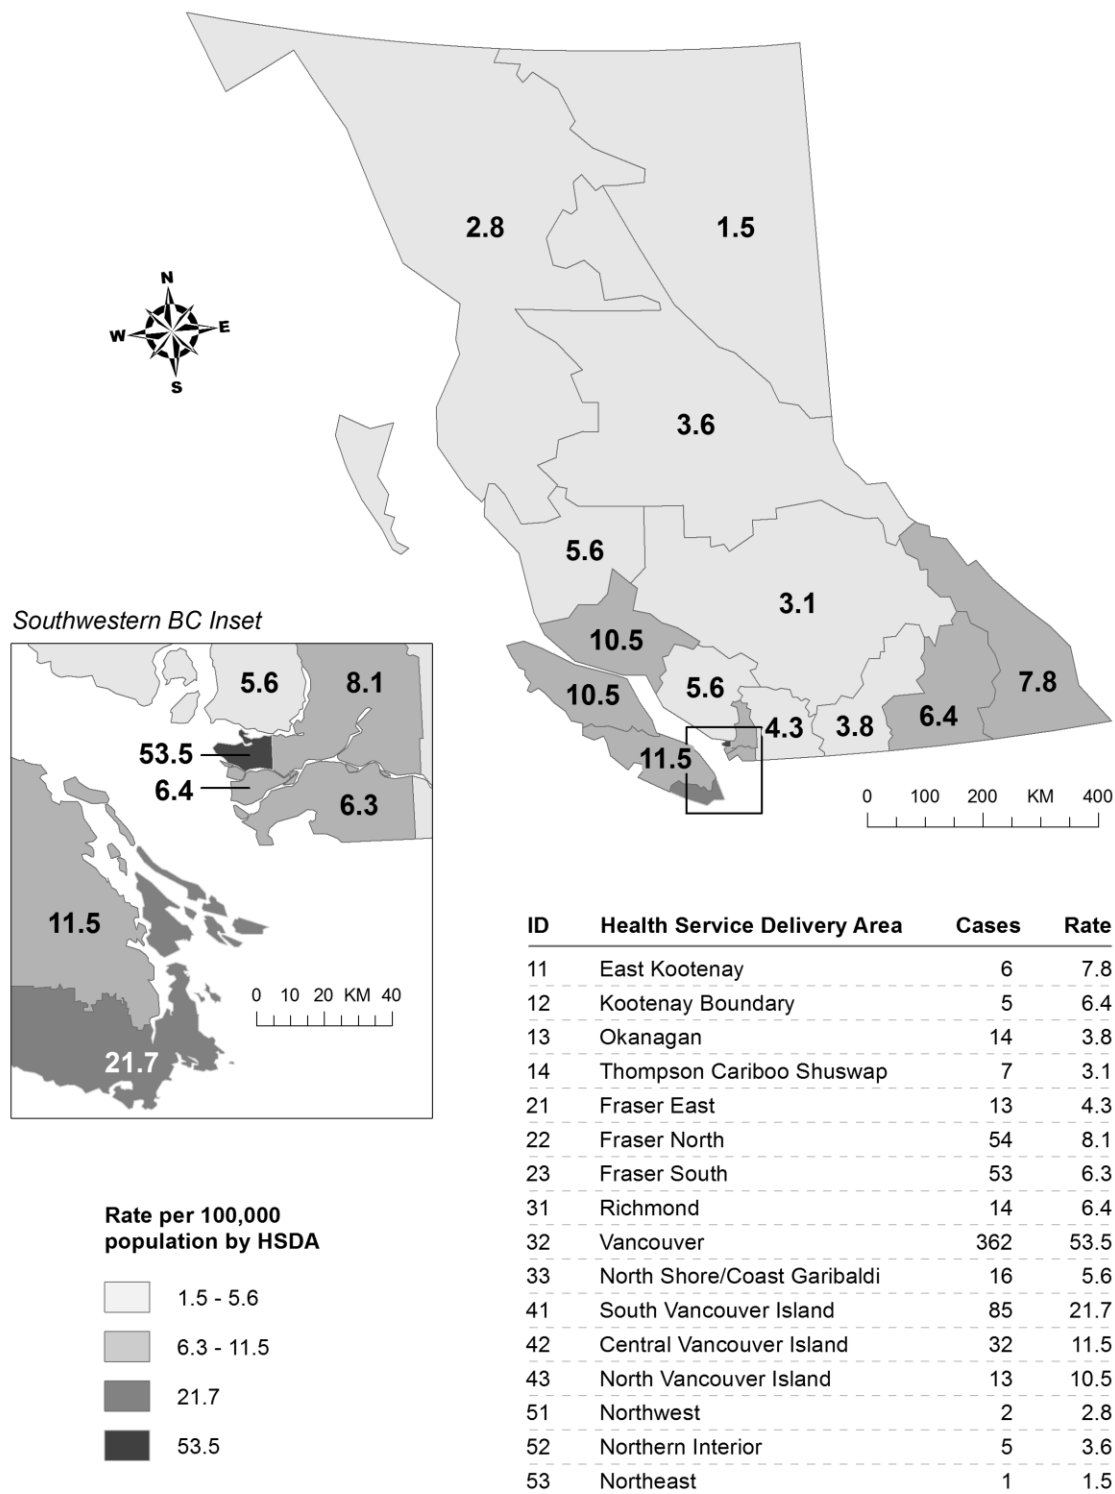 2.8
1.5
N
W
E
S
3.6
5.6
3.1
10.5
10.5
5.6
7.8
6.4
4.3
3.8
11.5
0 100 200 KM 400
Southwestern BC Inset
5.6
8.1
53.5
6.4
6.3
11.5
0 10 20 KM 40
21.7
Rate per 100,000
population by HSDA
1.5 - 5.6
6.3 - 11.5
21.7
53.5
ID Health Service Delivery Area Cases Rate
11 East Kootenay 6 7.8
12 Kootenay Boundary 5 6.4
13 Okanagan 14 3.8
14 Thompson Cariboo Shuswap 7 3.1
21 Fraser East 13 4.3
22 Fraser North 54 8.1
23 Fraser South 53 6.3
31 Richmond 14 6.4
32 Vancouver 362 53.5
33 North Shore/Coast Garibaldi 16 5.6
41 South Vancouver Island 85 21.7
42 Central Vancouver Island 32 11.5
43 North Vancouver Island 13 10.5
51 Northwest 2 2.8
52 Northern Interior 5 3.6
53 Northeast 1 1.5